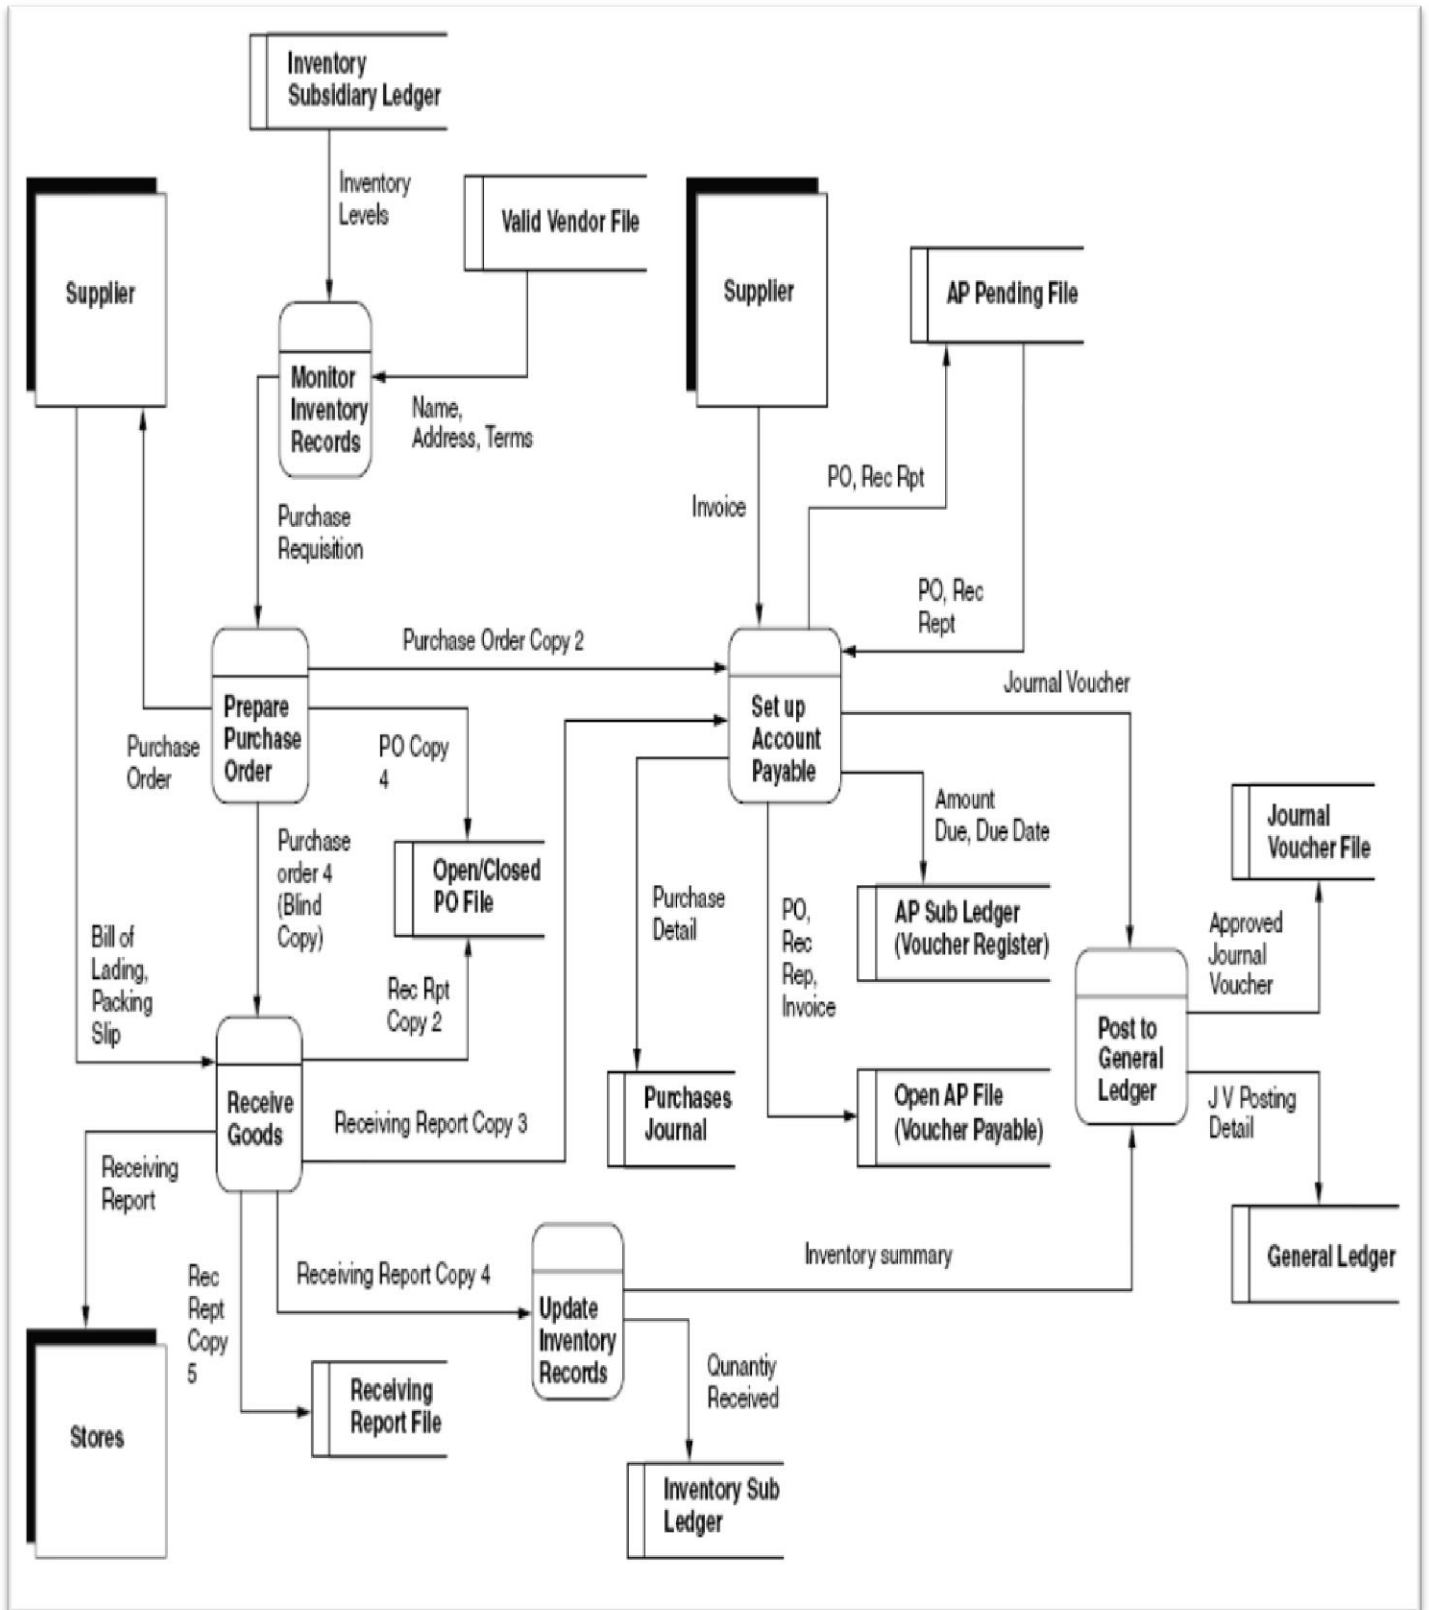 Inventory
Subsidiary Ledger
Inventory
Levels
Valid Vendor File
Supplier
Supplier
AP Pending File
Monitor
Inventory
Records
Name,
Address, Terms
PO, Rec Rpt
Invoice
Purchase
Requisition
PO, Rec
Rept
Purchase Order Copy 2
Journal Voucher
Prepare
Purchase
Order
Set up
Account
Payable
Purchase
Order
PO Copy
4
Amount
Due, Due Date
Journal
Voucher File
Purchase
order 4
(Blind
Copy)
Open/Closed
PO File
Purchase
Detail
PO,
Rec
Rep,
Invoice
AP Sub Ledger
(Voucher Register)
Approved
Journal
Voucher
Bill of
Lading,
Packing
Slip
Rec Rpt
Copy 2
Post to
General
Ledger
Receive
Goods
Receiving Report Copy 3
Purchases
Journal
Open AP File
(Voucher Payable)
J V Posting
Detail
Receiving
Report
Rec
Rept
Copy
5
Receiving Report Copy 4
Inventory summary
General Ledger
Update
Inventory
Records
Qunantiy
Received
Stores
Receiving
Report File
Inventory Sub
Ledger